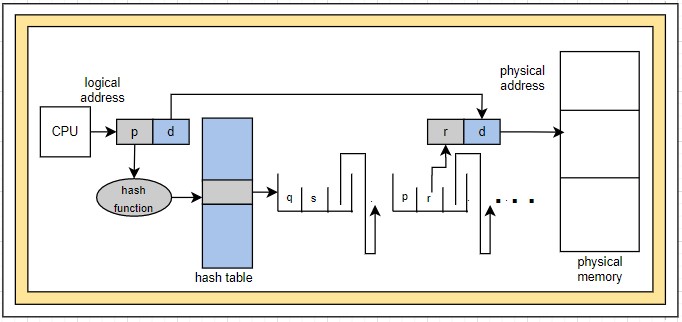 logical
address
physical
address
CPU
p d
r d
hash
function
q s
p r
. . . .
hash table
physical
memory